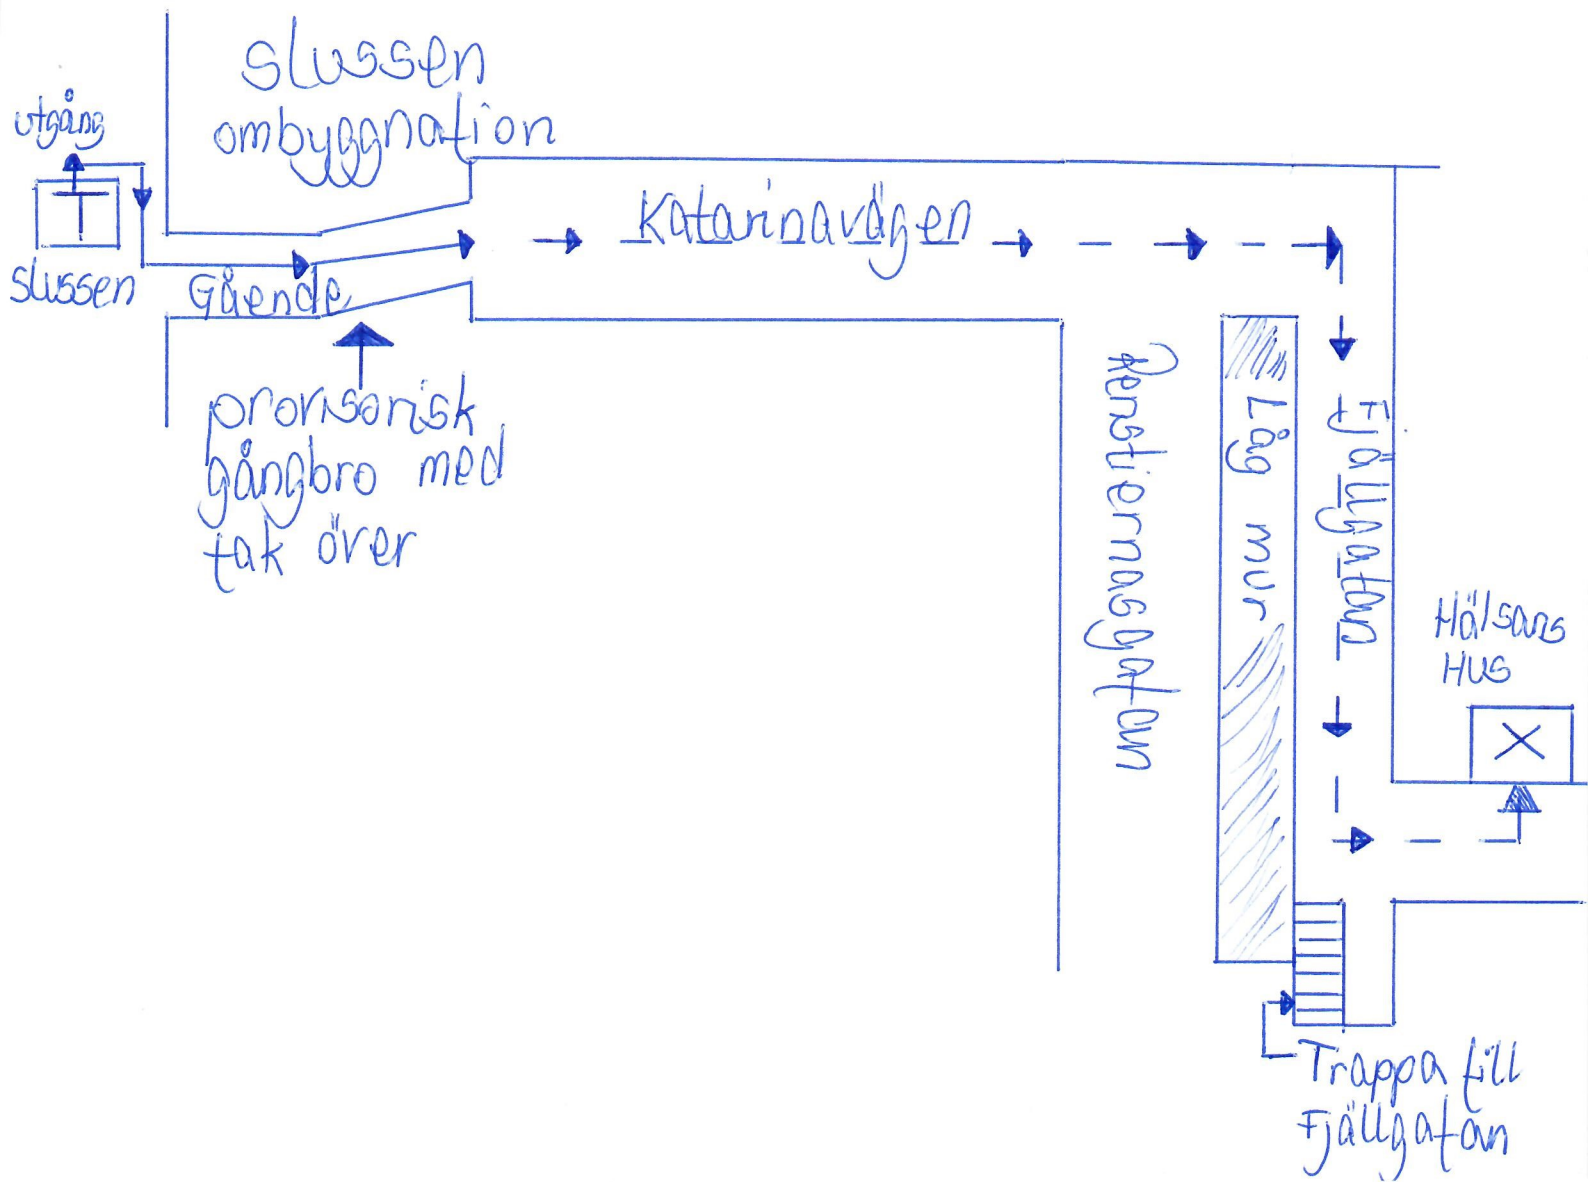 slussen
ombyggnation
utgång
T
slussen
Gående
Katarinavägen
provisorisk
gångbro med
tak över
Renstiernasgatan
Låg mur
Fjällgatan
Hälsans
HUS
X
Trappa till
Fjällgatan